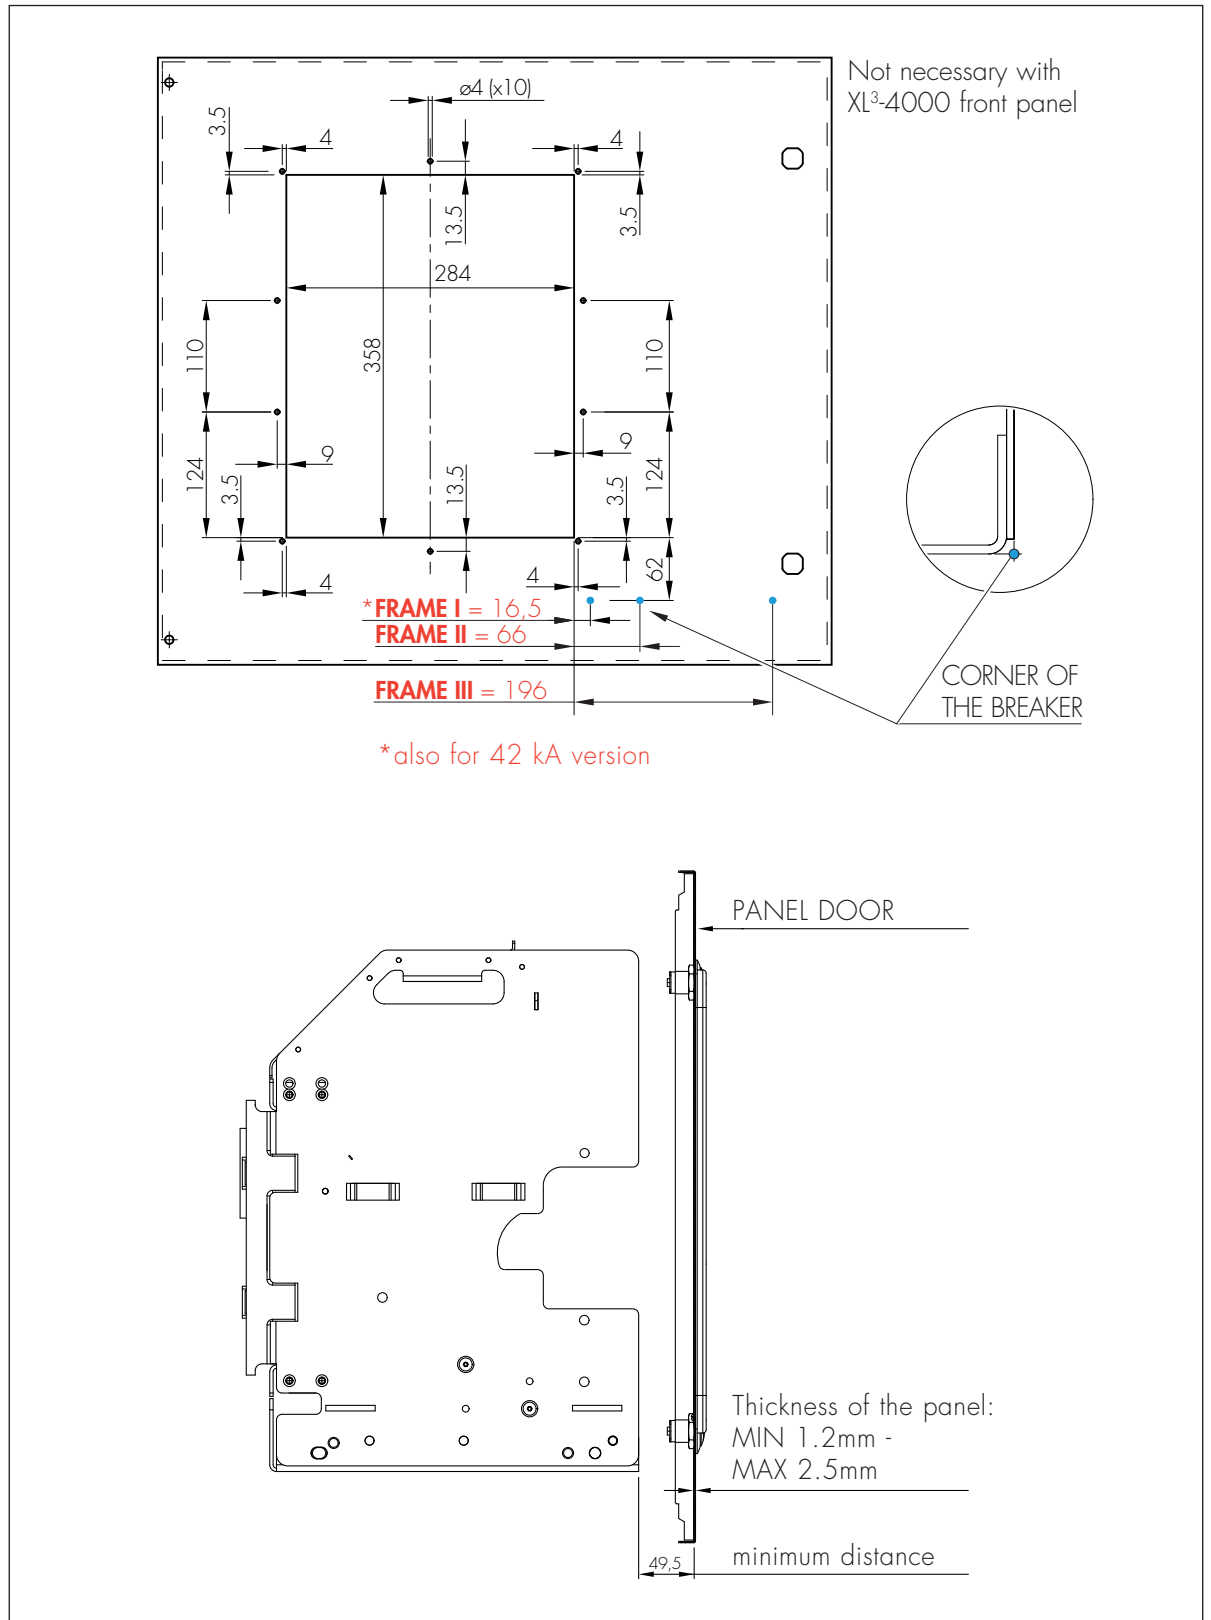 Not necessary with
XL³-4000 front panel
ø4 (x10)
3.5
4
4
13.5
3.5
284
358
110
110
9
9
124
124
3.5
13.5
3.5
62
4
4
*FRAME I = 16,5
FRAME II = 66
FRAME III = 196
CORNER OF
THE BREAKER
*also for 42 kA version
PANEL DOOR
Thickness of the panel:
MIN 1.2mm -
MAX 2.5mm
49,5
minimum distance